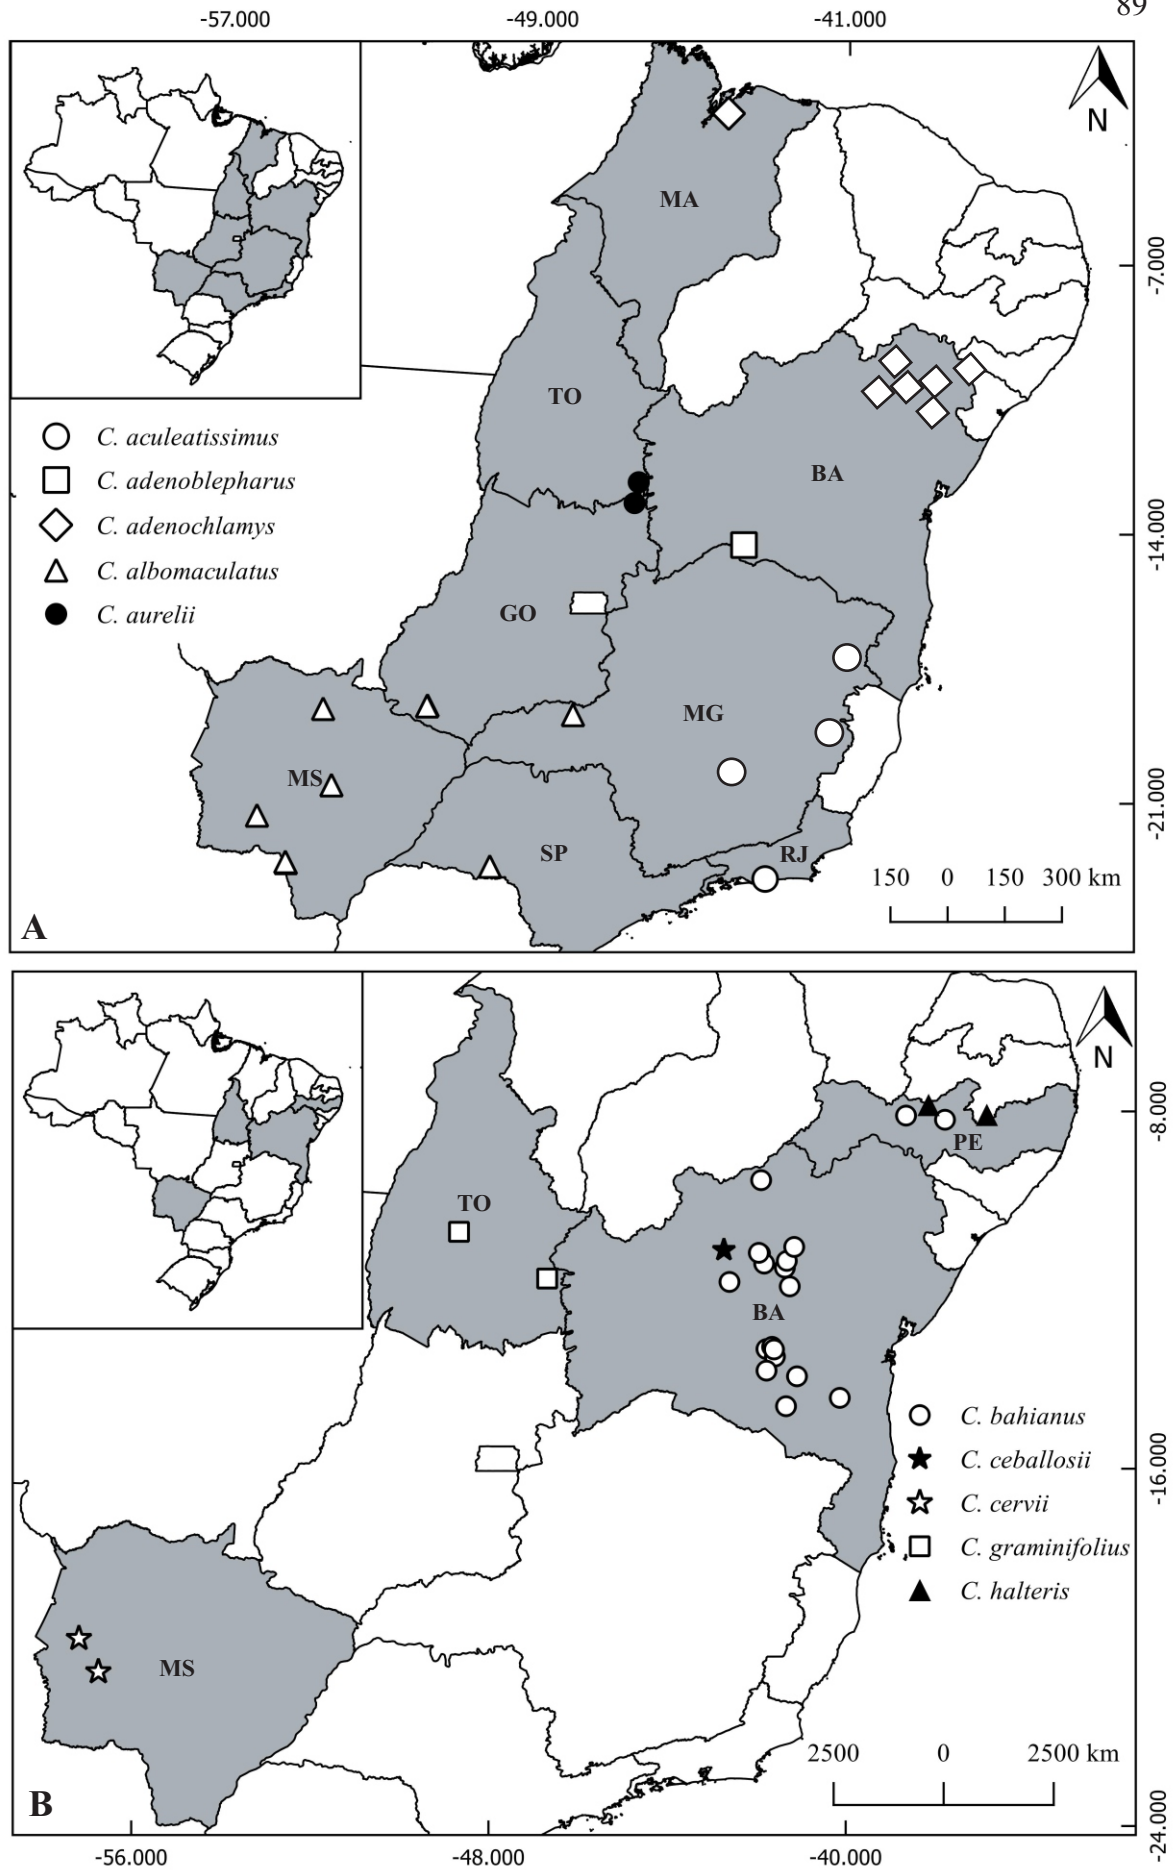 89
-57.000 -49.000 -41.000
N
MA
-7.000
TO
BA
C. aculeatissimus
C. adenoblepharus
C. adenochlamys
C. albomaculatus
C. aurelii
-14.000
GO
MG
MS
-21.000
SP
RJ
150 0 150 300 km
A
N
-8.000
PE
TO
BA
C. bahianus
C. ceballosii
C. cervii
C. graminifolius
C. halteris
-16.000
MS
2500 0 2500 km
B
-24.000
-56.000 -48.000 -40.000